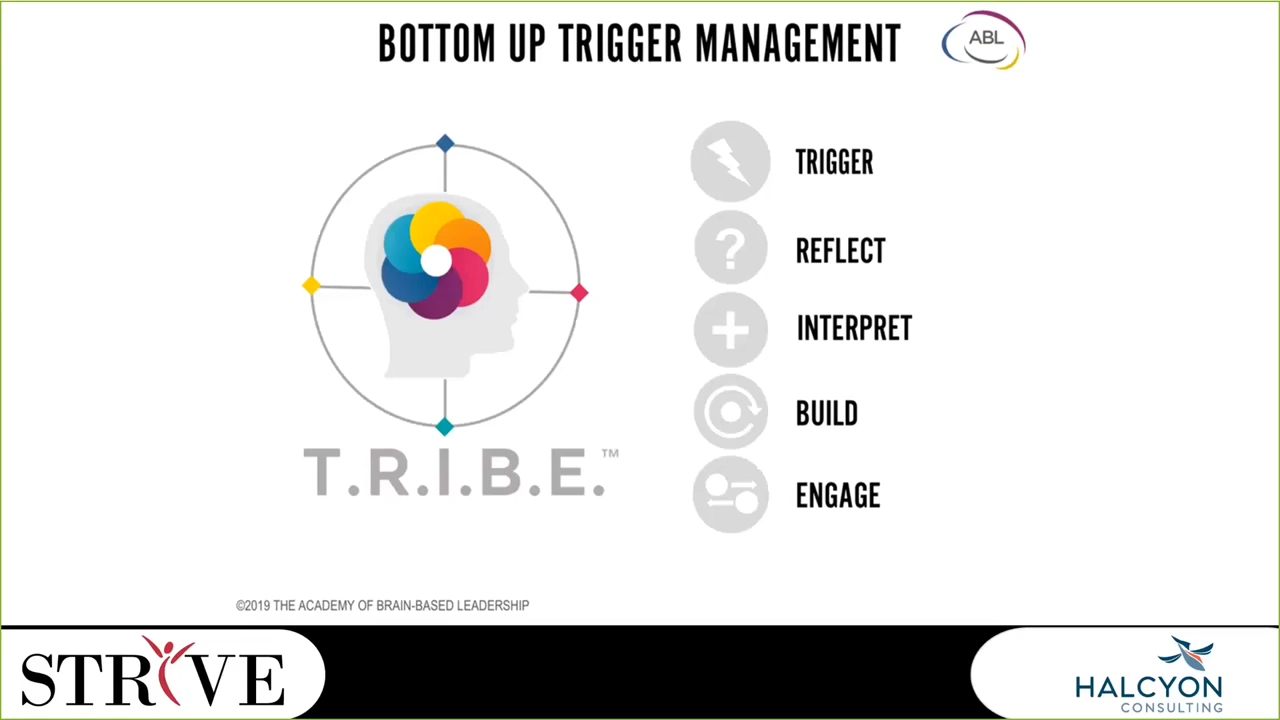 BOTTOM UP TRIGGER MANAGEMENT
ABL
TRIGGER
?
REFLECT
INTERPRET
BUILD
ENGAGE
T.R.I.B.E.™
©2019 THE ACADEMY OF BRAIN-BASED LEADERSHIP
STRIVE
HALCYON
CONSULTING